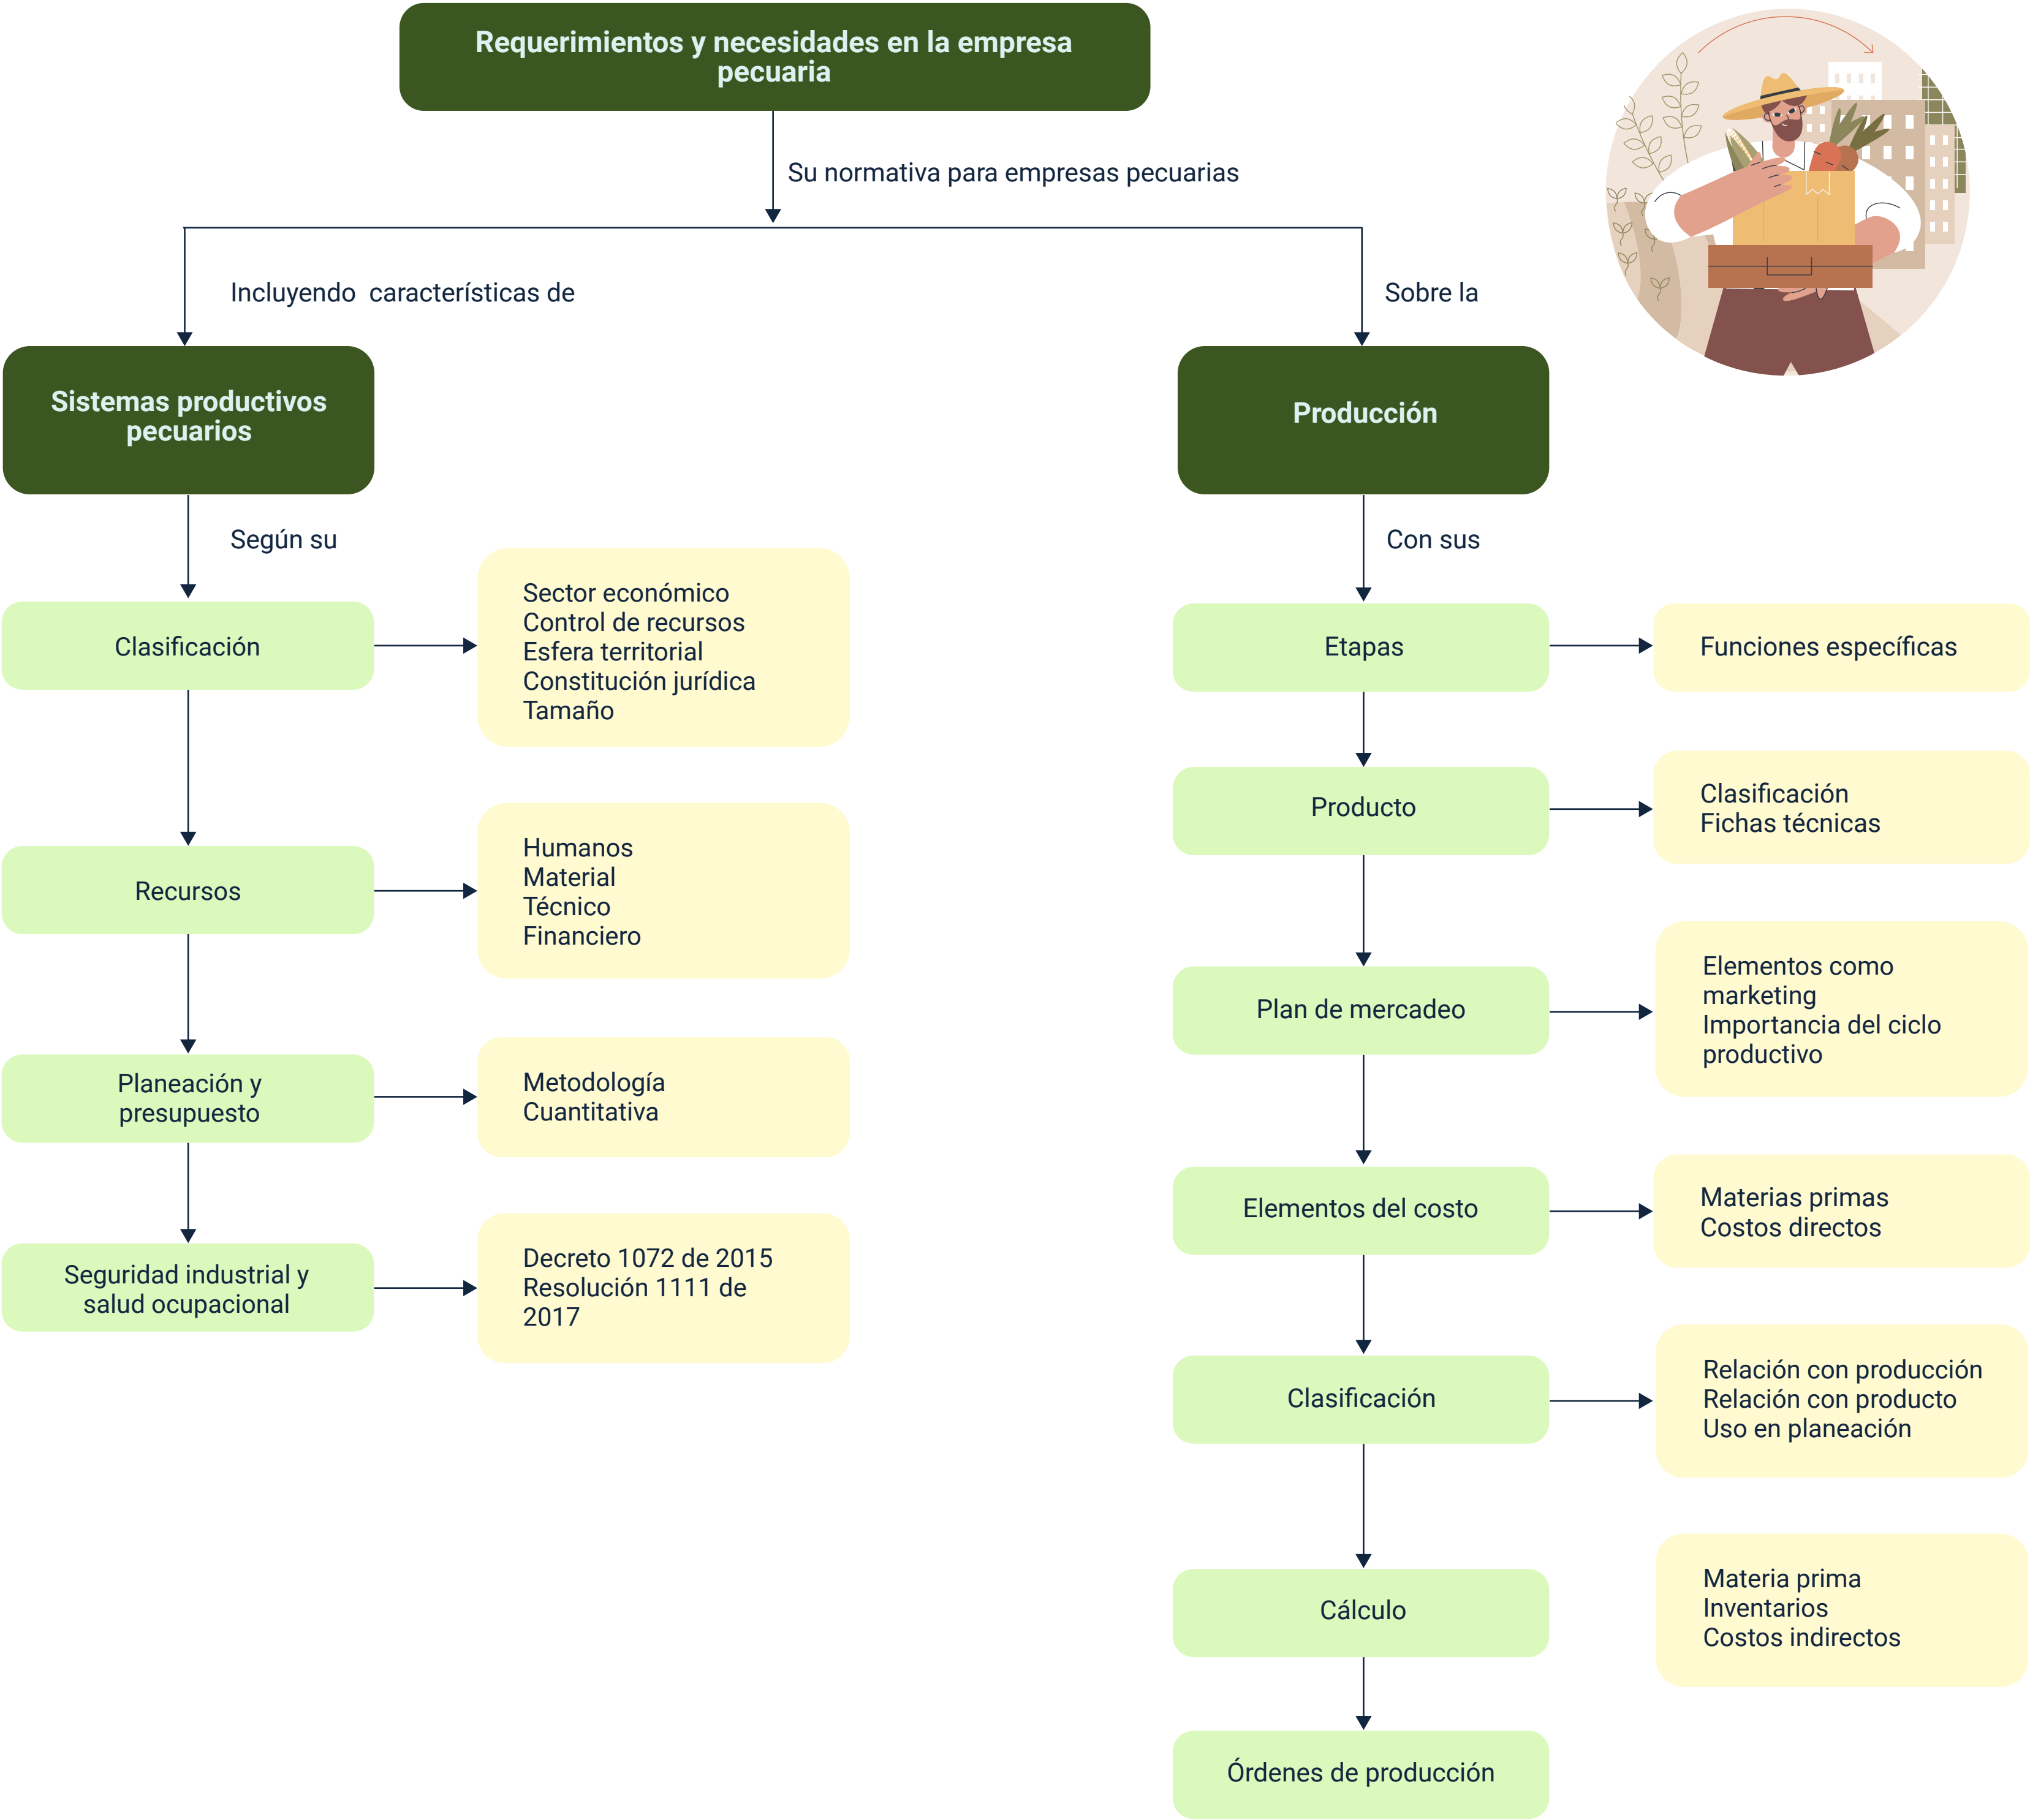 Requerimientos y necesidades en la empresa
pecuaria
Su normativa para empresas pecuarias
Incluyendo características de
Sobre la
Sistemas productivos
pecuarios
Según su
Clasificación
Sector económico
Control de recursos
Esfera territorial
Constitución jurídica
Tamaño
Recursos
Humanos
Material
Técnico
Financiero
Planeación y
presupuesto
Metodología
Cuantitativa
Seguridad industrial y
salud ocupacional
Decreto 1072 de 2015
Resolución 1111 de
2017
Producción
Con sus
Etapas
Funciones específicas
Producto
Clasificación
Fichas técnicas
Plan de mercadeo
Elementos como
marketing
Importancia del ciclo
productivo
Elementos del costo
Materias primas
Costos directos
Clasificación
Relación con producción
Relación con producto
Uso en planeación
Cálculo
Materia prima
Inventarios
Costos indirectos
Órdenes de producción